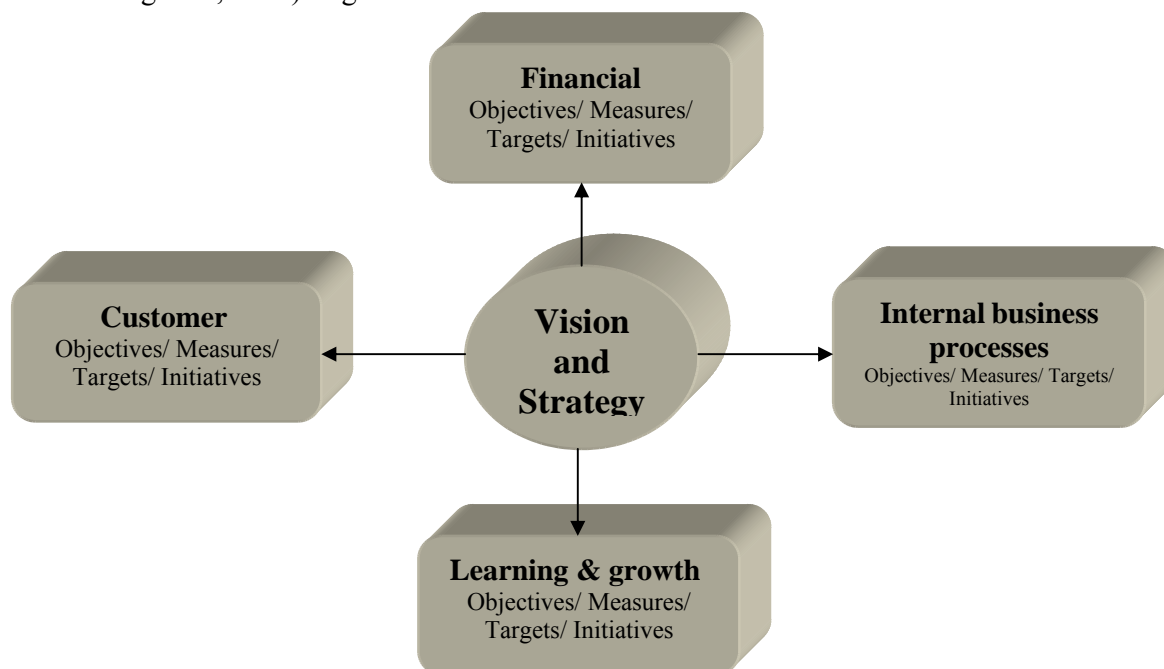 Financial
Objectives/ Measures/
Targets/ Initiatives
Customer
Objectives/ Measures/
Targets/ Initiatives
Vision
and
Strategy
Internal business
processes
Objectives/ Measures/ Targets/
Initiatives
Learning & growth
Objectives/ Measures/
Targets/ Initiatives